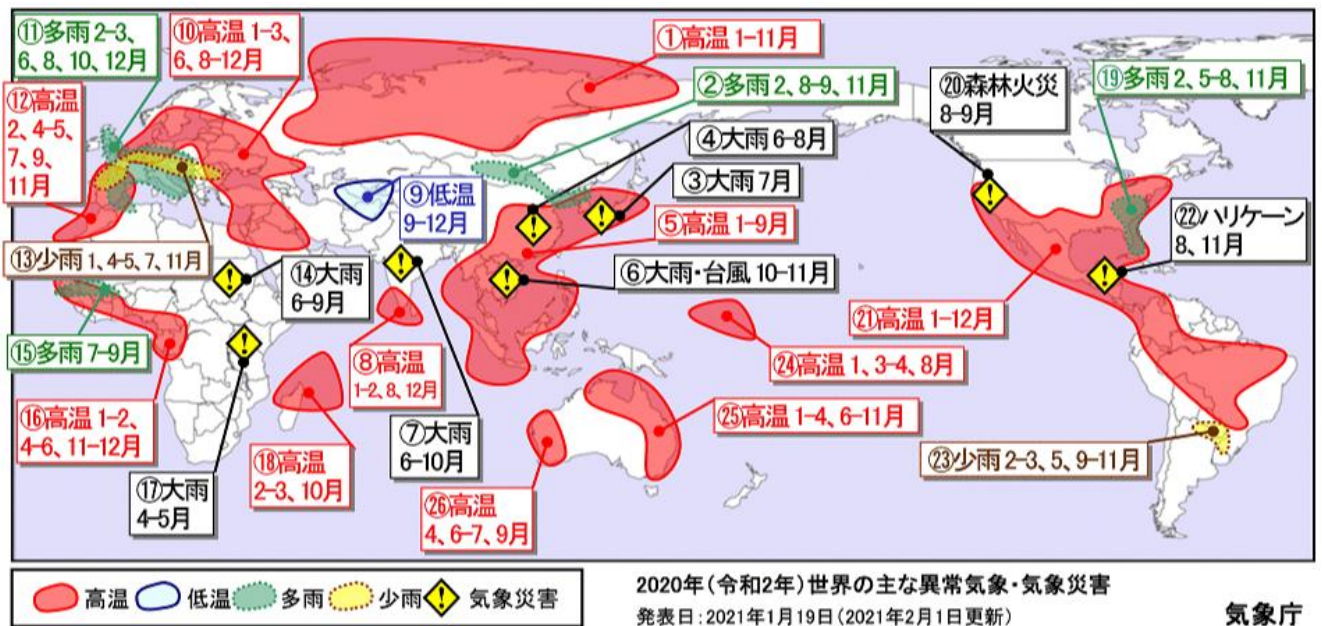 ⑪多雨 2-3、
6、8、10、12月
⑩高温 1-3、
6、8-12月
①高温 1-11月
②多雨 2、8-9、11月
⑳森林火災
8-9月
⑲多雨 2、5-8、11月
⑫高温
2、4-5、
7、9、
11月
④大雨 6-8月
③大雨 7月
⑨低温
9-12月
⑤高温 1-9月
㉒ハリケーン
8、11月
⑬少雨 1、4-5、7、11月
⑭大雨
6-9月
⑥大雨・台風 10-11月
㉑高温 1-12月
⑮多雨 7-9月
⑧高温
1-2、8、12月
㉔高温 1、3-4、8月
⑯高温 1-2、
4-6、11-12月
⑦大雨
6-10月
㉕高温 1-4、6-11月
⑱高温
2-3、10月
㉓少雨 2-3、5、9-11月
⑰大雨
4-5月
㉖高温
4、6-7、9月
高温 低温 多雨 少雨 気象災害
2020年(令和2年)世界の主な異常気象・気象災害
発表日:2021年1月19日(2021年2月1日更新)
気象庁